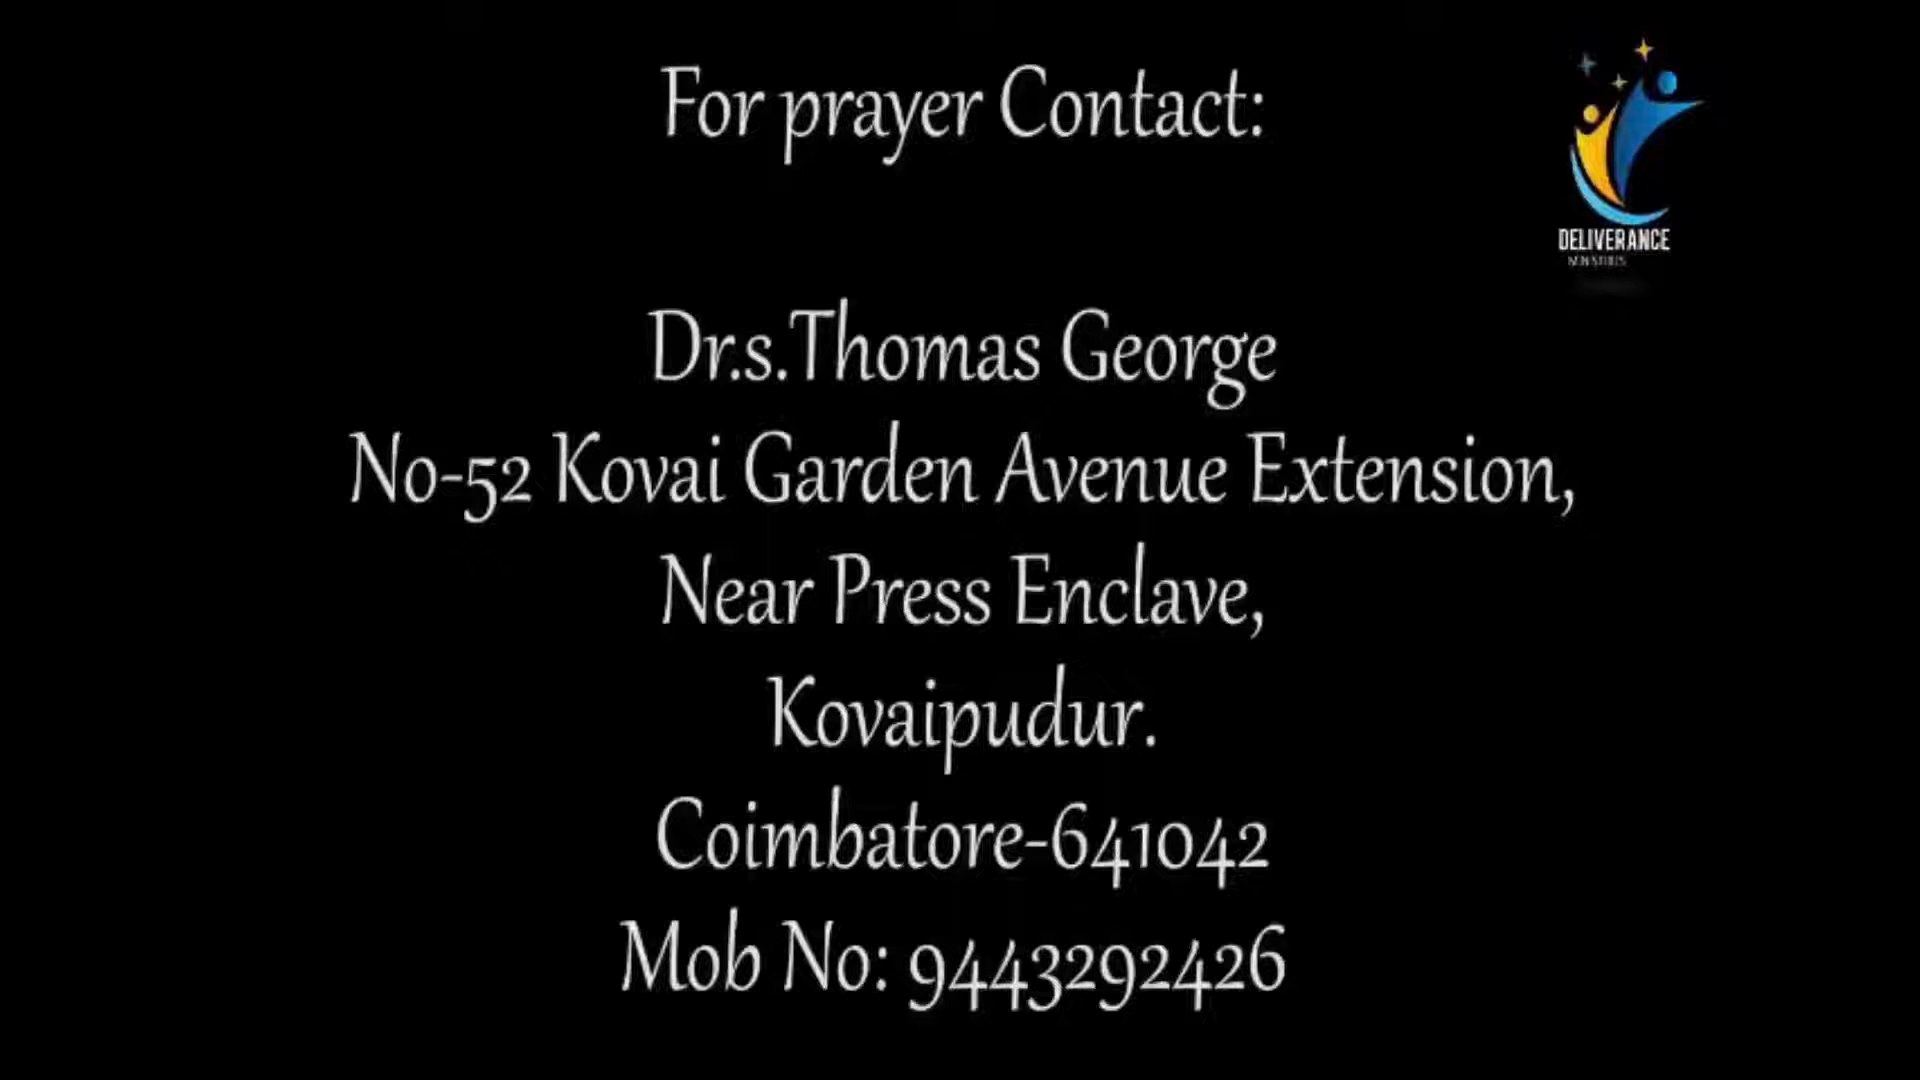 For prayer Contact:
DELIVERANCE
MINISTRIES
Dr.s.Thomas George
No-52 Kovai Garden Avenue Extension,
Near Press Enclave,
Kovaipudur.
Coimbatore-641042
Mob No: 9443292426